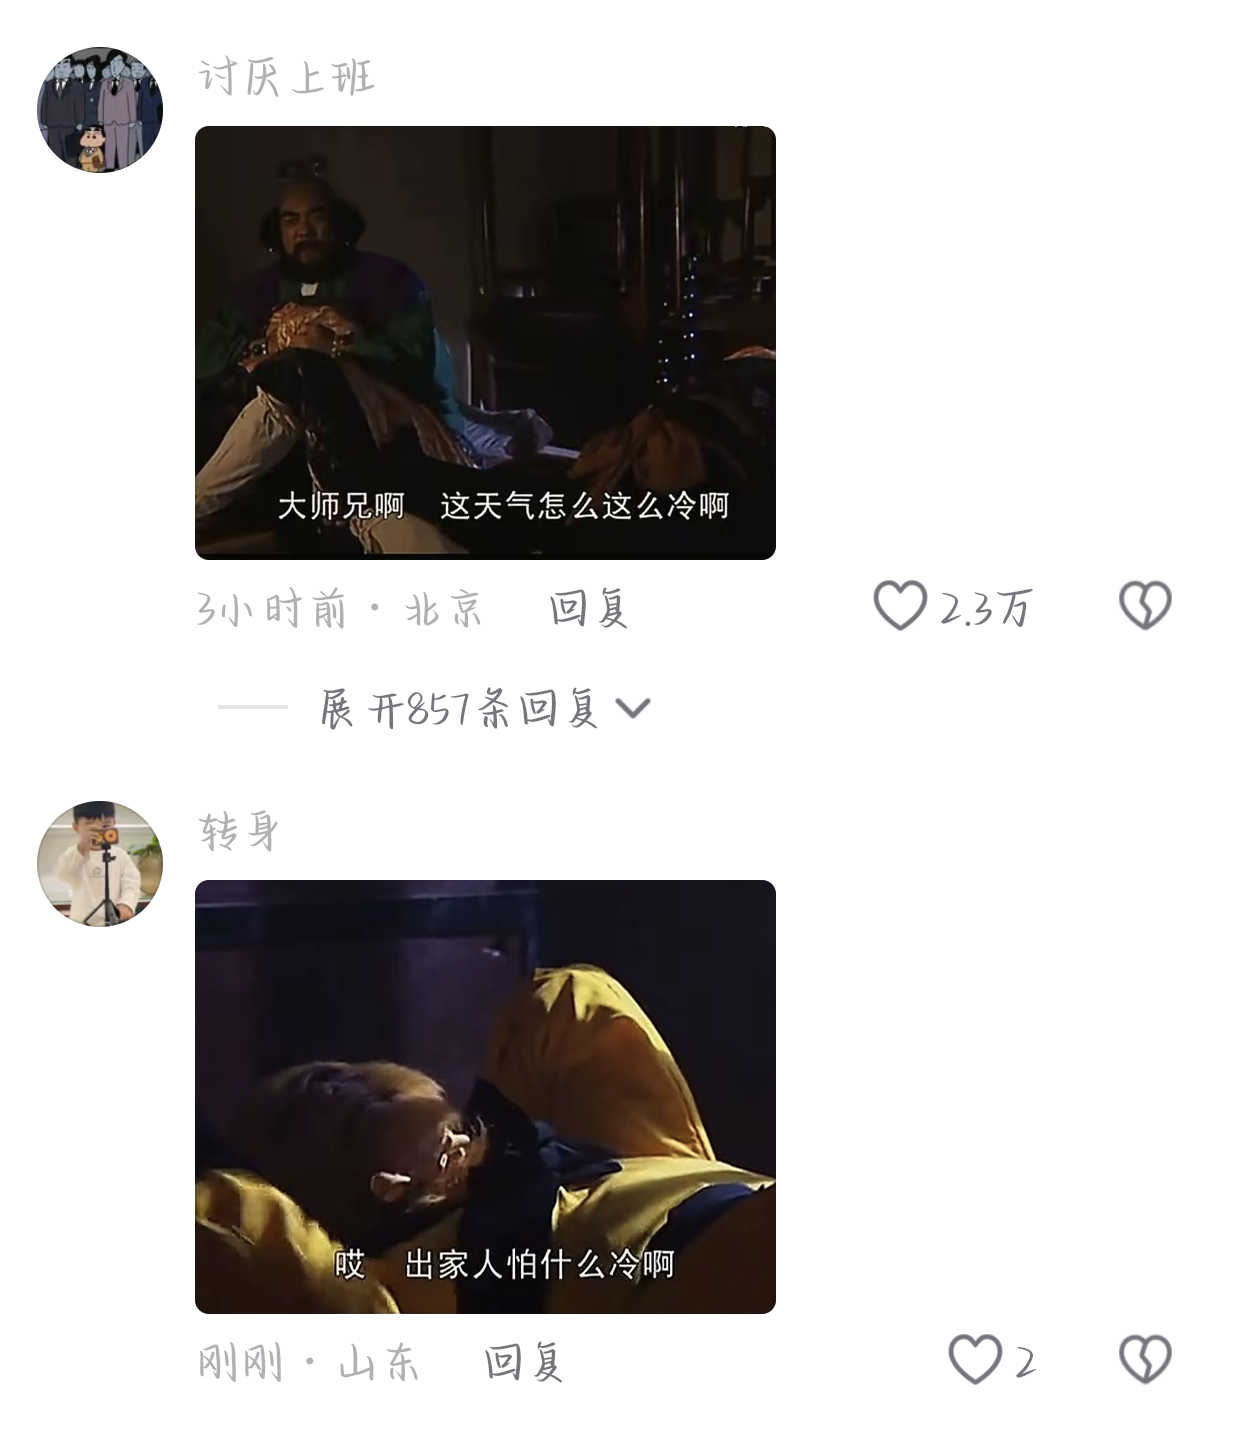 讨厌上班
大师兄啊 这天气怎么这么冷啊
3小时前·北京 回复 2.3万
展开857条回复
转身
哎 出家人怕什么冷啊
刚刚·山东 回复 2